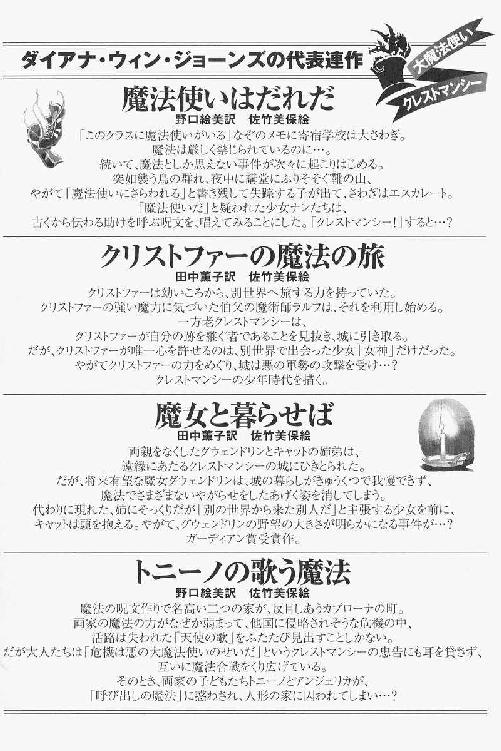 ダイアナ・ウィン・ジョーンズの代表連作
大魔法使い
クレストマンシー
魔法使いはだれだ
野口絵美訳 佐竹美保絵
「このクラスに魔法使いがいる」なぞのメモに寄宿学校は大さわぎ。
魔法は厳しく禁じられているのに…。
続いて、魔法としか思えない事件が次々に起こりはじめる。
突如襲う鳥の群れ、夜中に講堂にふりそそぐ靴の山、
やがて「魔法使いにさらわれる」と書き残して失踪する子が出て、さわぎはエスカレート。
「魔法使いだ」と疑われた少女ナンたちは、
古くから伝わる助けを呼ぶ呪文を、唱えてみることにした。「クレストマンシー!」すると…?
クリストファーの魔法の旅
田中薫子訳 佐竹美保絵
クリストファーは幼いころから、別世界へ旅する力を持っていた。
クリストファーの強い魔力に気づいた伯父の魔術師ラルフは、それを利用し始める。
一方老クレストマンシーは、
クリストファーが自分の跡を継ぐ者であることを見抜き、城に引き取る。
だが、クリストファーが唯一心を許せるのは、別世界で出会った少女「女神」だけだった。
やがてクリストファーの力をめぐり、城は悪の軍勢の攻撃を受け…?
クレストマンシーの少年時代を描く。
魔女と暮らせば
田中薫子訳 佐竹美保絵
両親をなくしたグウェンドリンとキャットの姉弟は、
遠縁にあたるクレストマンシーの城にひきとられた。
だが、将来有望な魔女グウェンドリンは、城の暮らしがきゅうくつで我慢できず、
魔法でさまざまないやがらせをしたあげく姿を消してしまう。
代わりに現れた、姉にそっくりだが「別の世界から来た別人だ」と主張する少女を前に、
キャットは頭を抱える。やがて、グウェンドリンの野望の大きさが明らかになる事件が…?
ガーディアン賞受賞作。
トニーノの歌う魔法
野口絵美訳 佐竹美保絵
魔法の呪文作りで名高い二つの家が、反目しあうカプローナの町。
両家の魔法の力がなぜか弱まって、他国に侵略されそうな危機の中、
活路は失われた「天使の歌」をふたたび見出すことしかない。
だが大人たちは「危機は悪の大魔法使いのせいだ」というクレストマンシーの忠告にも耳を貸さず、
互いに魔法合戦をくり広げている。
そのとき、両家の子どもたちトニーノとアンジェリカが、
「呼び出しの魔法」に惑わされ、人形の家に囚われてしまい…?